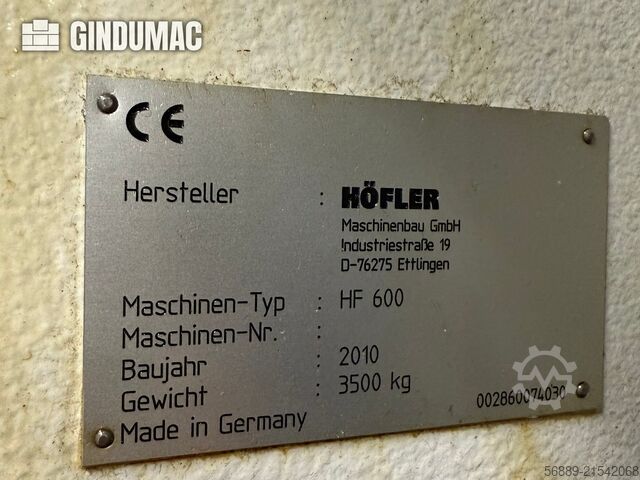 GINDUMAC
CE
Hersteller : HÖFLER
Maschinenbau GmbH
Industriestraße 19
D-76275 Ettlingen
Maschinen-Typ : HF 600
Maschinen-Nr. :
Baujahr : 2010
Gewicht : 3500 kg
Made in Germany
002860074030
56889-21542068